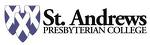 St. Andrews
PRESBYTERIAN COLLEGE